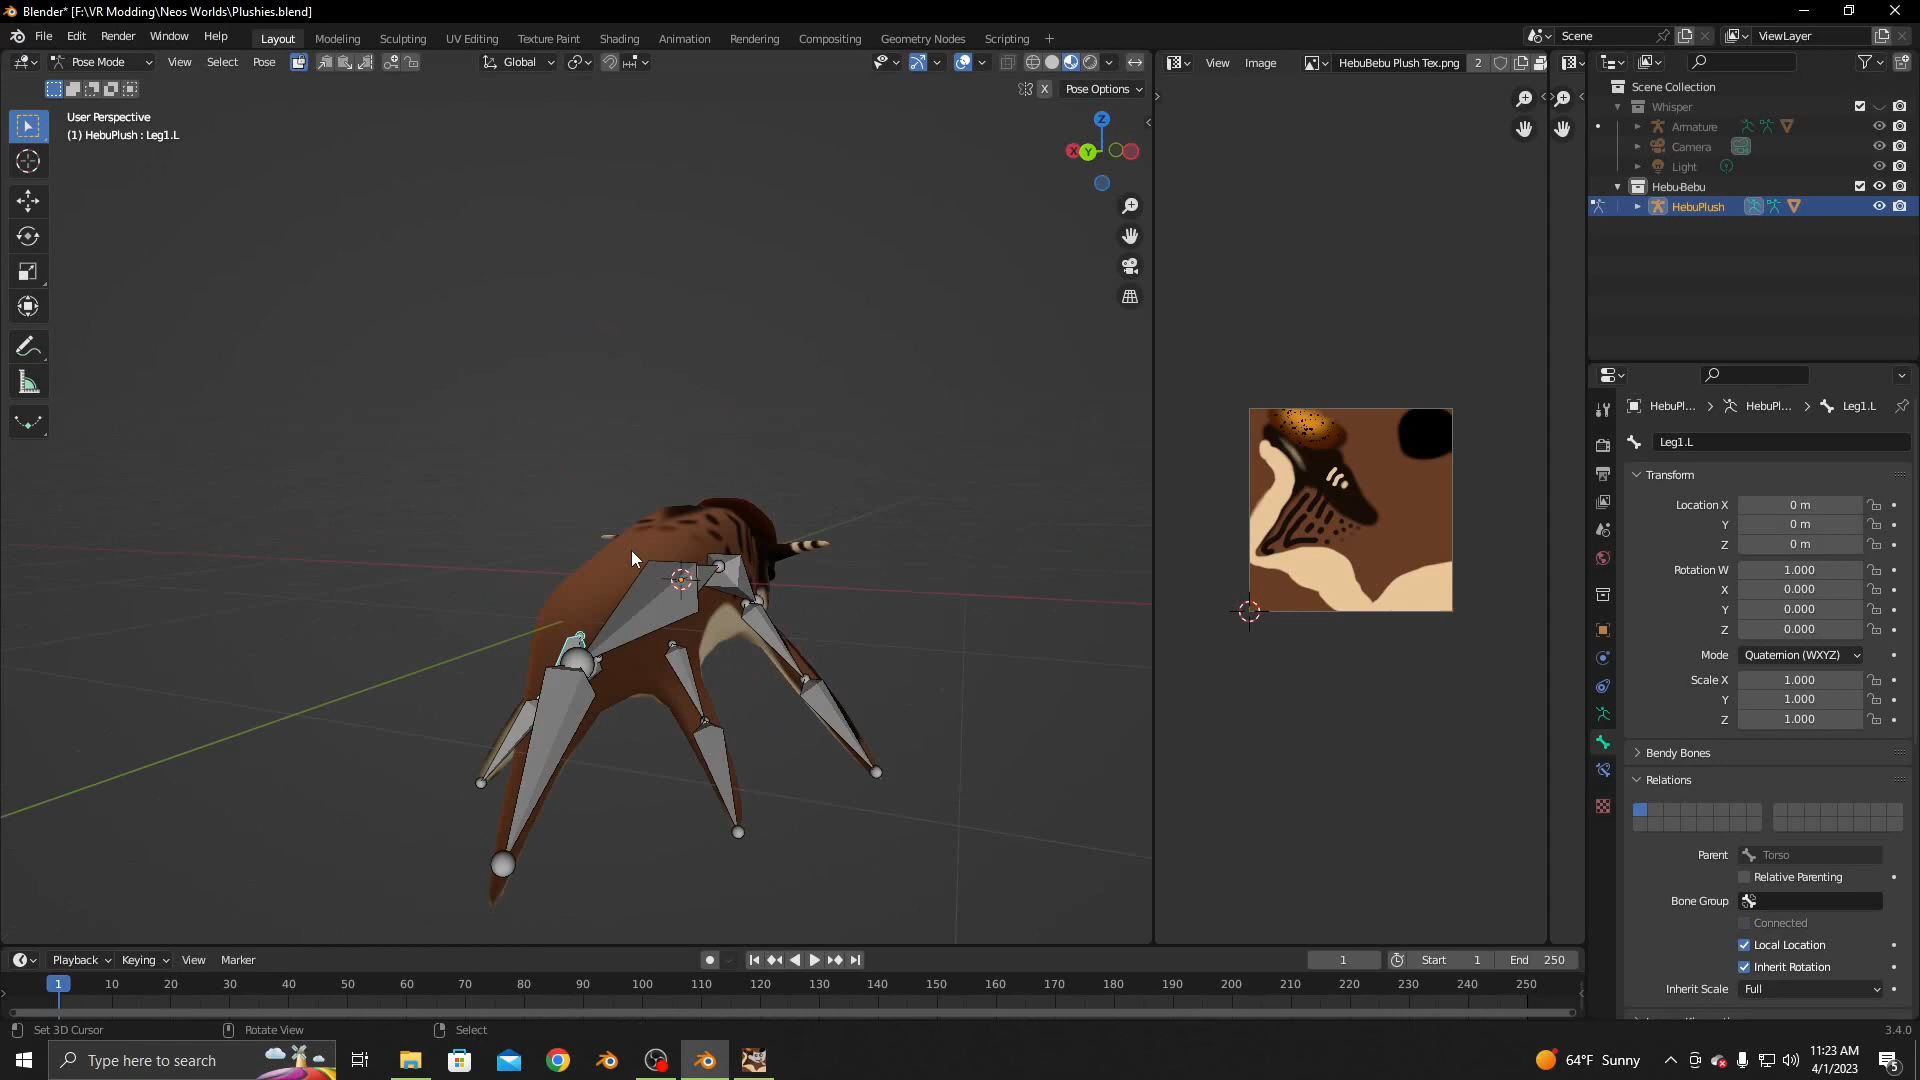 Blender* [F:\VR Modding\Neos Worlds\Plushies.blend]
File Edit Render Window Help Layout Modeling Sculpting UV Editing Texture Paint Shading Animation Rendering Compositing Geometry Nodes Scripting + Scene ViewLayer
Pose Mode View Select Pose Global View Image HebuBebu Plush Tex.png 2
X Pose Options
User Perspective
(1) HebuPlush : Leg1.L
Z
X Y
Scene Collection
Whisper
Armature
Camera
Light
Hebu-Bebu
HebuPlush
HebuPl... > HebuPl... > Leg1.L
Leg1.L
Transform
Location X 0 m
Y 0 m
Z 0 m
Rotation W 1.000
X 0.000
Y 0.000
Z 0.000
Mode Quaternion (WXYZ)
Scale X 1.000
Y 1.000
Z 1.000
Bendy Bones
Relations
Parent Torso
Relative Parenting
Bone Group
Connected
Local Location
Inherit Rotation
Inherit Scale Full
Playback Keying View Marker 1 Start 1 End 250
1 10 20 30 40 50 60 70 80 90 100 110 120 130 140 150 160 170 180 190 200 210 220 230 240 250
Set 3D Cursor Rotate View Select 3.4.0
Type here to search 64°F Sunny 11:23 AM
4/1/2023 5